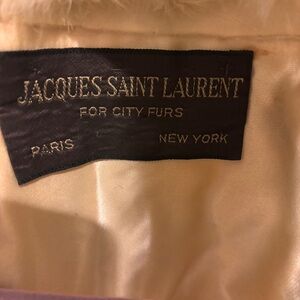 JACQUES SAINT LAURENT
FOR CITY FURS
PARIS NEW YORK